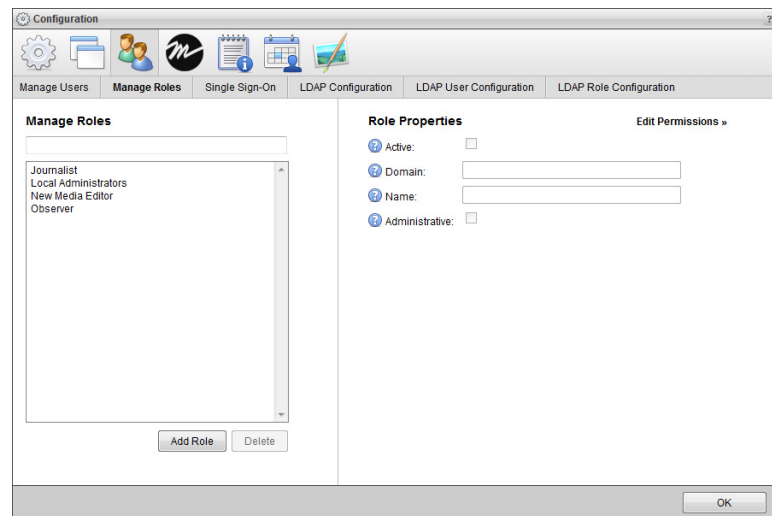 Configuration
?
Manage Users Manage Roles Single Sign-On LDAP Configuration LDAP User Configuration LDAP Role Configuration
Manage Roles
Journalist
Local Administrators
New Media Editor
Observer
Add Role Delete
Role Properties Edit Permissions »
? Active:
? Domain:
? Name:
? Administrative:
OK